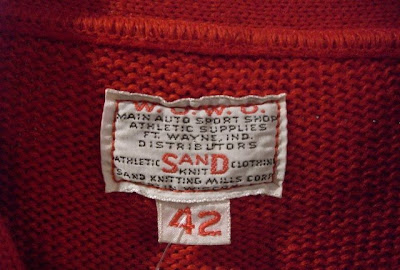 MAIN AUTO SPORT SHOP
ATHLETIC SUPPLIES
FT. WAYNE, IND.
DISTRIBUTORS
ATHLETIC SAND CLOTHING
KNIT
SAND KNITTING MILLS CORP.
42